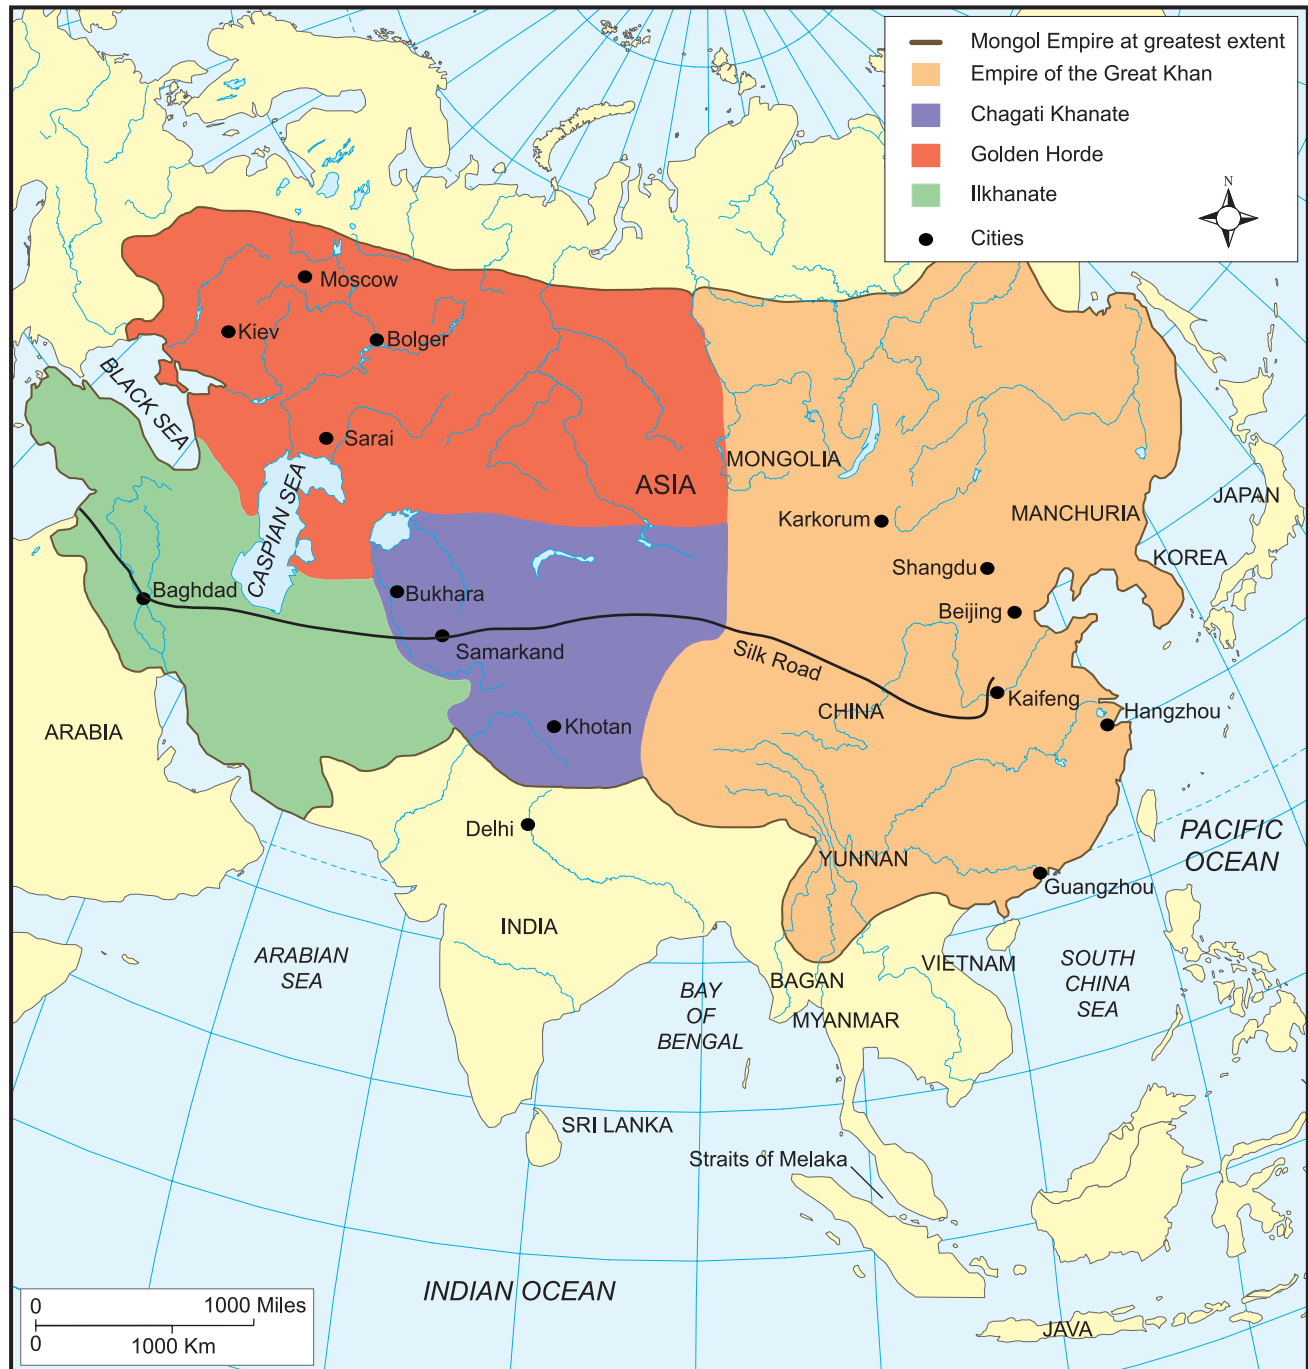 Mongol Empire at greatest extent
Empire of the Great Khan
Chagati Khanate
Golden Horde
Ilkhanate
Cities
N
Moscow
Kiev
Bolger
BLACK SEA
Sarai
ASIA
CASPIAN SEA
MONGOLIA
Karkorum
MANCHURIA
JAPAN
KOREA
Shangdu
Beijing
Baghdad
Bukhara
Samarkand
Silk Road
Kaifeng
CHINA
Hangzhou
Khotan
ARABIA
Delhi
YUNNAN
PACIFIC
OCEAN
Guangzhou
INDIA
ARABIAN
SEA
VIETNAM
SOUTH
CHINA
SEA
BAGAN
BAY
OF
BENGAL
MYANMAR
SRI LANKA
Straits of Melaka
INDIAN OCEAN
JAVA
0 1000 Miles
0 1000 Km